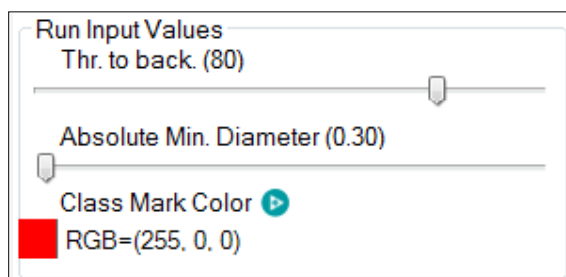 Run Input Values
Thr. to back. (80)
Absolute Min. Diameter (0.30)
Class Mark Color
RGB=(255, 0, 0)